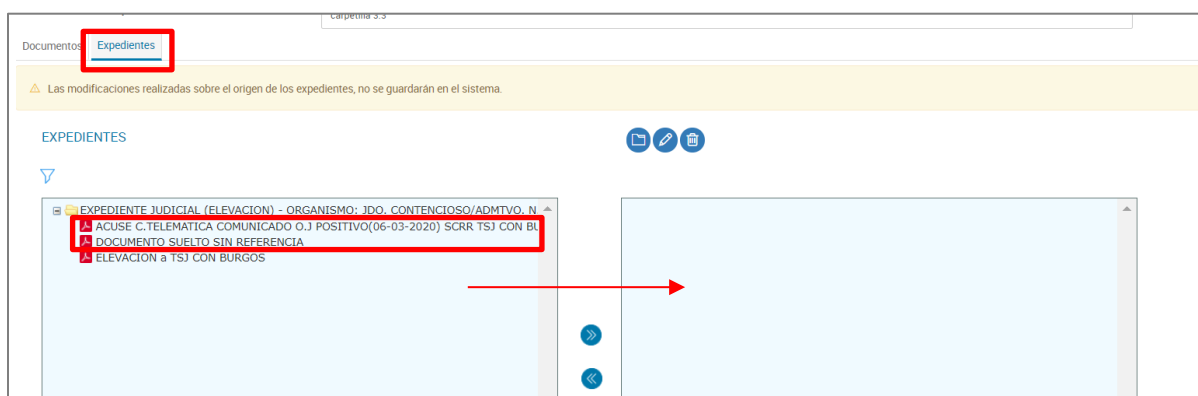 Carpetilla 3.3
Documentos Expedientes
Las modificaciones realizadas sobre el origen de los expedientes, no se guardarán en el sistema.
EXPEDIENTES
EXPEDIENTE JUDICIAL (ELEVACION) - ORGANISMO: JDO. CONTENCIOSO/ADMTVO. N
ACUSE C.TELEMATICA COMUNICADO O.J POSITIVO(06-03-2020) SCRR TSJ CON BU
DOCUMENTO SUELTO SIN REFERENCIA
ELEVACION a TSJ CON BURGOS